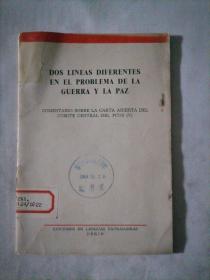 DOS LINEAS DIFERENTES
EN EL PROBLEMA DE LA
GUERRA Y LA PAZ
COMENTARIO SOBRE LA CARTA ABIERTA DEL
COMITE CENTRAL DEL PCUS (V)
EDICIONES EN LENGUAS EXTRANJERAS
PEKIN